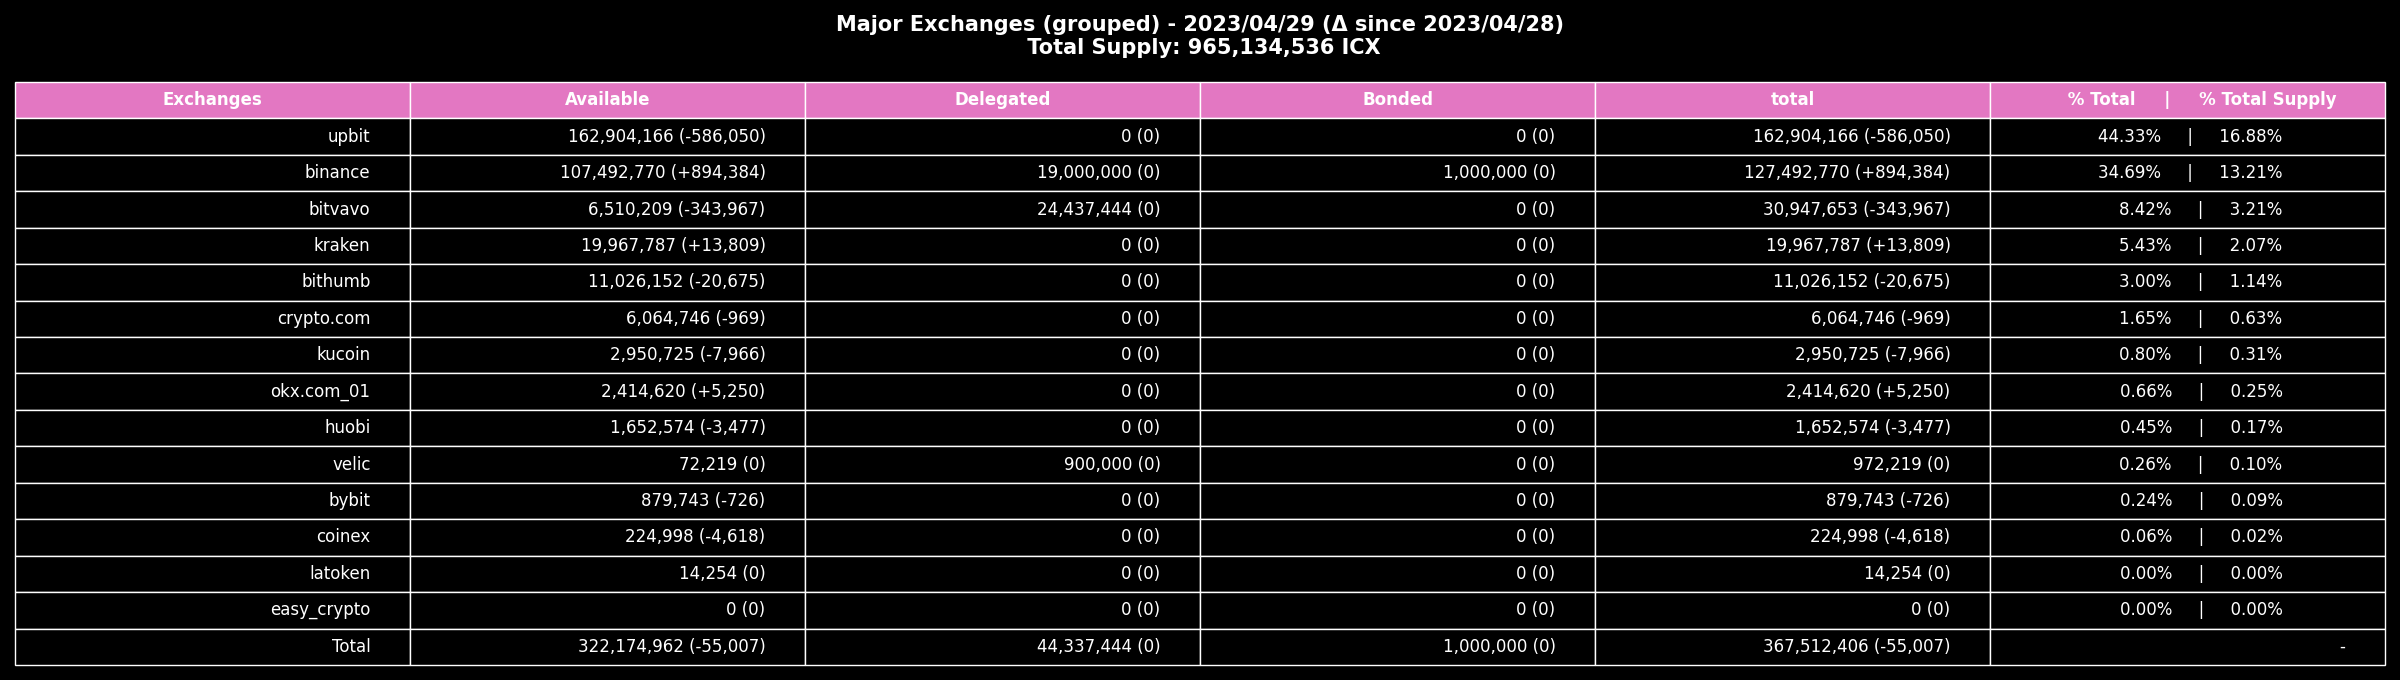 Major Exchanges (grouped) - 2023/04/29 (Δ since 2023/04/28)
Total Supply: 965,134,536 ICX
Exchanges Available Delegated Bonded total % Total | % Total Supply
upbit 162,904,166 (-586,050) 0 (0) 0 (0) 162,904,166 (-586,050) 44.33% | 16.88%
binance 107,492,770 (+894,384) 19,000,000 (0) 1,000,000 (0) 127,492,770 (+894,384) 34.69% | 13.21%
bitvavo 6,510,209 (-343,967) 24,437,444 (0) 0 (0) 30,947,653 (-343,967) 8.42% | 3.21%
kraken 19,967,787 (+13,809) 0 (0) 0 (0) 19,967,787 (+13,809) 5.43% | 2.07%
bithumb 11,026,152 (-20,675) 0 (0) 0 (0) 11,026,152 (-20,675) 3.00% | 1.14%
crypto.com 6,064,746 (-969) 0 (0) 0 (0) 6,064,746 (-969) 1.65% | 0.63%
kucoin 2,950,725 (-7,966) 0 (0) 0 (0) 2,950,725 (-7,966) 0.80% | 0.31%
okx.com_01 2,414,620 (+5,250) 0 (0) 0 (0) 2,414,620 (+5,250) 0.66% | 0.25%
huobi 1,652,574 (-3,477) 0 (0) 0 (0) 1,652,574 (-3,477) 0.45% | 0.17%
velic 72,219 (0) 900,000 (0) 0 (0) 972,219 (0) 0.26% | 0.10%
bybit 879,743 (-726) 0 (0) 0 (0) 879,743 (-726) 0.24% | 0.09%
coinex 224,998 (-4,618) 0 (0) 0 (0) 224,998 (-4,618) 0.06% | 0.02%
latoken 14,254 (0) 0 (0) 0 (0) 14,254 (0) 0.00% | 0.00%
easy_crypto 0 (0) 0 (0) 0 (0) 0 (0) 0.00% | 0.00%
Total 322,174,962 (-55,007) 44,337,444 (0) 1,000,000 (0) 367,512,406 (-55,007) -